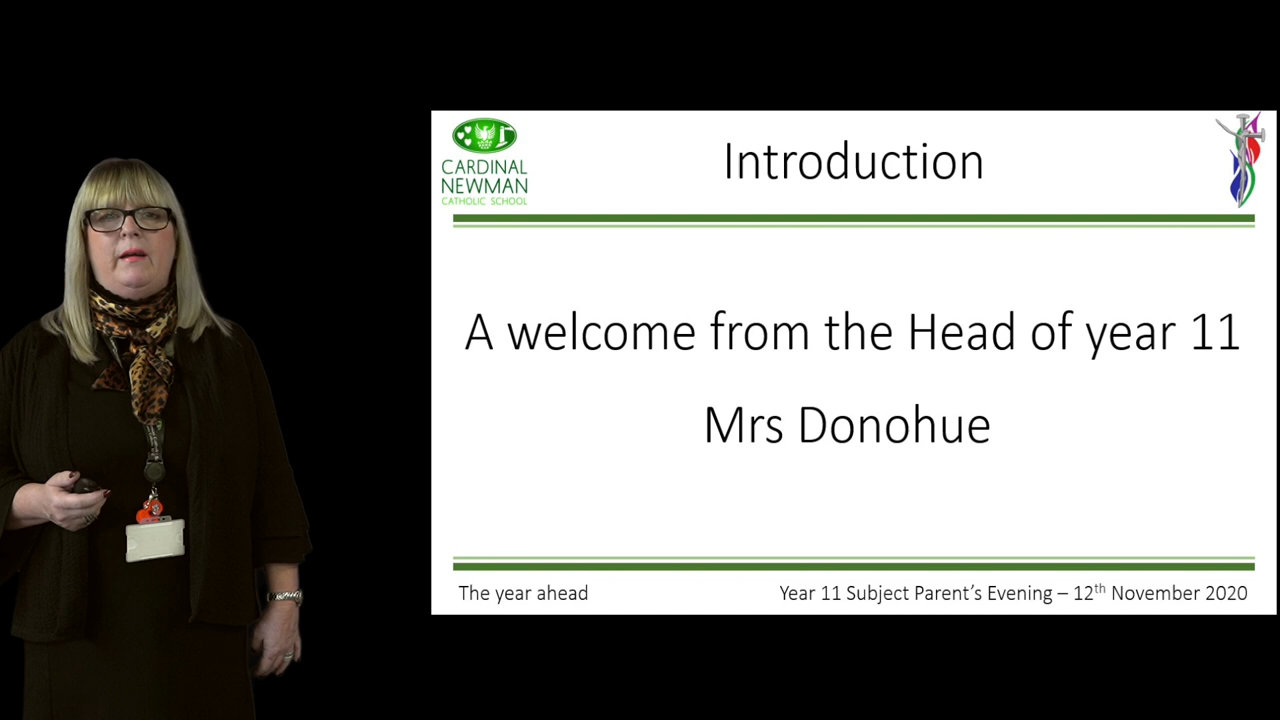 CARDINAL
NEWMAN
CATHOLIC SCHOOL
Introduction
A welcome from the Head of year 11
Mrs Donohue
The year ahead
Year 11 Subject Parent’s Evening – 12th November 2020